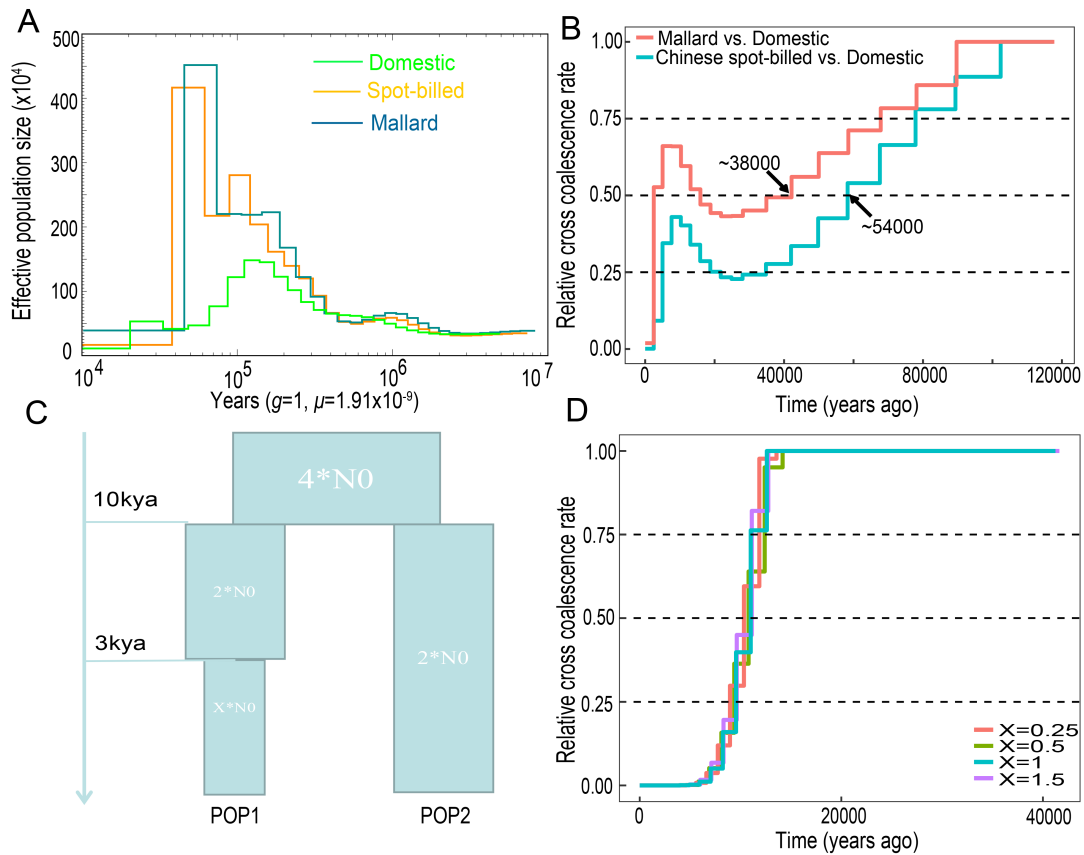 A
500
400
300
200
100
0
Effective population size (x10⁴)
Domestic
Spot-billed
Mallard
10⁴
10⁵
10⁶
10⁷
Years (g=1, μ=1.91x10⁻⁹)
B
Mallard vs. Domestic
Chinese spot-billed vs. Domestic
1.00
0.75
0.50
0.25
0.00
Relative cross coalescence rate
~38000
~54000
0
40000
80000
120000
Time (years ago)
C
4*N0
10kya
2*N0
3kya
2*N0
X*N0
POP1
POP2
D
1.00
0.75
0.50
0.25
0.00
Relative cross coalescence rate
X=0.25
X=0.5
X=1
X=1.5
0
20000
40000
Time (years ago)